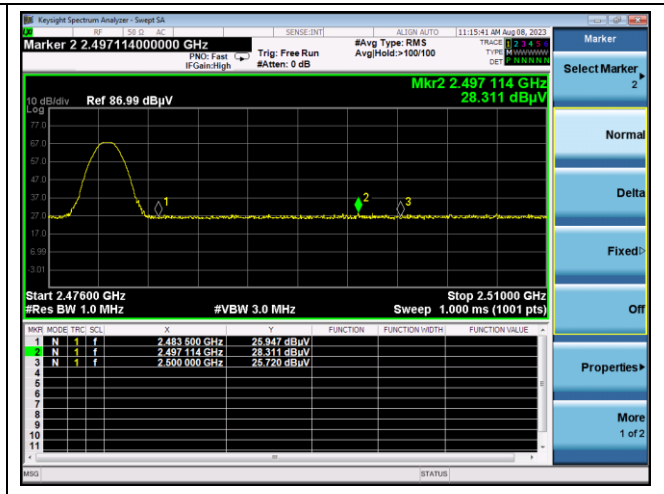 Keysight Spectrum Analyzer - Swept SA
RF 50 Ω AC SENSE:INT ALIGN AUTO 11:15:41 AM Aug 08, 2023
Marker 2 2.497114000000 GHz
PNO: Fast
IFGain:High
Trig: Free Run
#Atten: 0 dB
#Avg Type: RMS
Avg|Hold:>100/100
TRACE 1 2 3 4 5 6
TYPE M WWWWW
DET P NNNNN
Mkr2 2.497 114 GHz
28.311 dBµV
10 dB/div Ref 86.99 dBµV
Log
77.0
67.0
57.0
47.0
37.0
27.0
17.0
6.99
-3.01
1
2
3
Start 2.47600 GHz Stop 2.51000 GHz
#Res BW 1.0 MHz #VBW 3.0 MHz Sweep 1.000 ms (1001 pts)
MKR MODE TRC SCL X Y FUNCTION FUNCTION WIDTH FUNCTION VALUE
1 N 1 f 2.483 500 GHz 25.947 dBµV
2 N 1 f 2.497 114 GHz 28.311 dBµV
3 N 1 f 2.500 000 GHz 25.720 dBµV
4
5
6
7
8
9
10
11
MSG STATUS
Marker
Select Marker
2
Normal
Delta
Fixed
Off
Properties
More
1 of 2